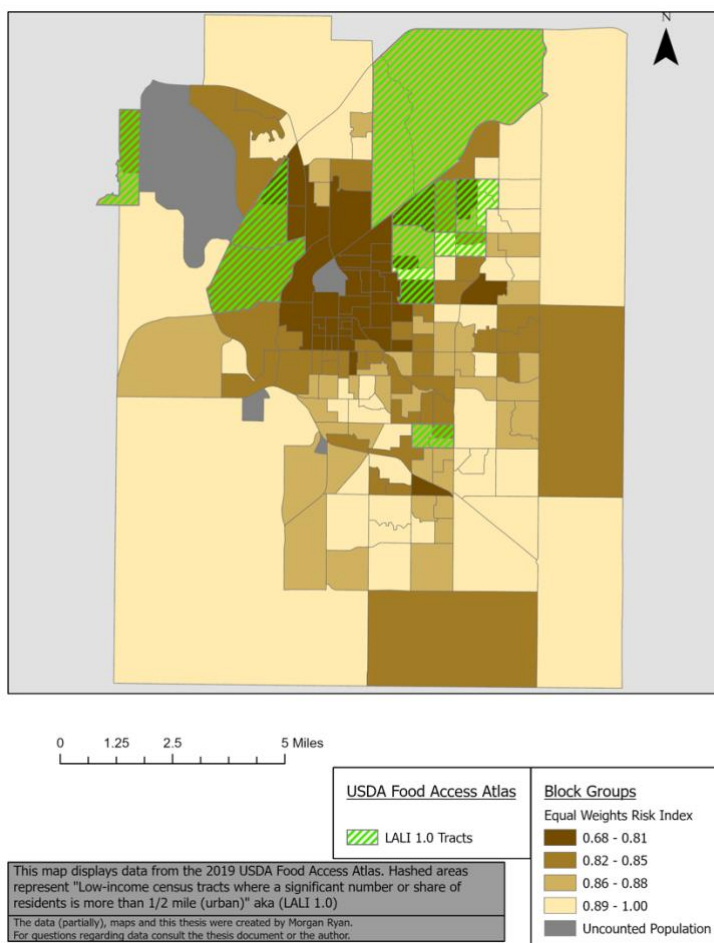 N
0 1.25 2.5 5 Miles
USDA Food Access Atlas
LALI 1.0 Tracts
Block Groups
Equal Weights Risk Index
0.68 - 0.81
0.82 - 0.85
0.86 - 0.88
0.89 - 1.00
Uncounted Population
This map displays data from the 2019 USDA Food Access Atlas. Hashed areas
represent "Low-income census tracts where a significant number or share of
residents is more than 1/2 mile (urban)" aka (LALI 1.0)
The data (partially), maps and this thesis were created by Morgan Ryan.
For questions regarding data consult the thesis document or the author.